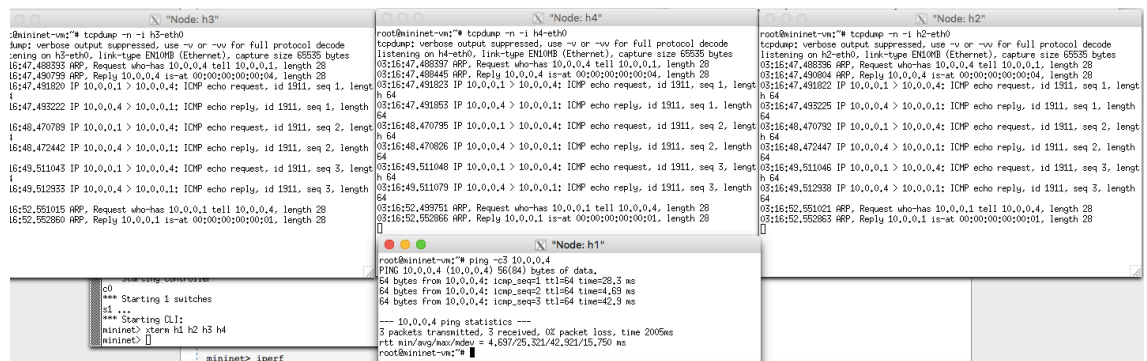 "Node: h3"
:@mininet-vm:~# tcpdump -n -i h3-eth0
dump: verbose output suppressed, use -v or -vv for full protocol decode
ening on h3-eth0, link-type EN10MB (Ethernet), capture size 65535 bytes
16:47.488393 ARP, Request who-has 10.0.0.4 tell 10.0.0.1, length 28
16:47.490799 ARP, Reply 10.0.0.4 is-at 00:00:00:00:00:04, length 28
16:47.491820 IP 10.0.0.1 > 10.0.0.4: ICMP echo request, id 1911, seq 1, lengt
4
16:47.493220 IP 10.0.0.4 > 10.0.0.1: ICMP echo reply, id 1911, seq 1, length
16:48.470789 IP 10.0.0.1 > 10.0.0.4: ICMP echo request, id 1911, seq 2, lengt
4
16:48.472442 IP 10.0.0.4 > 10.0.0.1: ICMP echo reply, id 1911, seq 2, length
16:49.511043 IP 10.0.0.1 > 10.0.0.4: ICMP echo request, id 1911, seq 3, lengt
4
16:49.512933 IP 10.0.0.4 > 10.0.0.1: ICMP echo reply, id 1911, seq 3, length
16:52.551015 ARP, Request who-has 10.0.0.1 tell 10.0.0.4, length 28
16:52.552860 ARP, Reply 10.0.0.1 is-at 00:00:00:00:00:01, length 28
"Node: h4"
root@mininet-vm:~# tcpdump -n -i h4-eth0
tcpdump: verbose output suppressed, use -v or -vv for full protocol decode
listening on h4-eth0, link-type EN10MB (Ethernet), capture size 65535 bytes
03:16:47.488397 ARP, Request who-has 10.0.0.4 tell 10.0.0.1, length 28
03:16:47.488445 ARP, Reply 10.0.0.4 is-at 00:00:00:00:00:04, length 28
03:16:47.491823 IP 10.0.0.1 > 10.0.0.4: ICMP echo request, id 1911, seq 1, lengt
h 64
03:16:47.491853 IP 10.0.0.4 > 10.0.0.1: ICMP echo reply, id 1911, seq 1, length
64
03:16:48.470795 IP 10.0.0.1 > 10.0.0.4: ICMP echo request, id 1911, seq 2, lengt
h 64
03:16:48.470826 IP 10.0.0.4 > 10.0.0.1: ICMP echo reply, id 1911, seq 2, length
64
03:16:49.511048 IP 10.0.0.1 > 10.0.0.4: ICMP echo request, id 1911, seq 3, lengt
h 64
03:16:49.511079 IP 10.0.0.4 > 10.0.0.1: ICMP echo reply, id 1911, seq 3, length
64
03:16:52.499751 ARP, Request who-has 10.0.0.1 tell 10.0.0.4, length 28
03:16:52.552866 ARP, Reply 10.0.0.1 is-at 00:00:00:00:00:01, length 28
"Node: h2"
root@mininet-vm:~# tcpdump -n -i h2-eth0
tcpdump: verbose output suppressed, use -v or -vv for full protocol decode
listening on h2-eth0, link-type EN10MB (Ethernet), capture size 65535 bytes
03:16:47.488396 ARP, Request who-has 10.0.0.4 tell 10.0.0.1, length 28
03:16:47.490804 ARP, Reply 10.0.0.4 is-at 00:00:00:00:00:04, length 28
03:16:47.491822 IP 10.0.0.1 > 10.0.0.4: ICMP echo request, id 1911, seq 1, lengt
h 64
03:16:47.493225 IP 10.0.0.4 > 10.0.0.1: ICMP echo reply, id 1911, seq 1, length
64
03:16:48.470792 IP 10.0.0.1 > 10.0.0.4: ICMP echo request, id 1911, seq 2, lengt
h 64
03:16:48.472447 IP 10.0.0.4 > 10.0.0.1: ICMP echo reply, id 1911, seq 2, length
64
03:16:49.511046 IP 10.0.0.1 > 10.0.0.4: ICMP echo request, id 1911, seq 3, lengt
h 64
03:16:49.512938 IP 10.0.0.4 > 10.0.0.1: ICMP echo reply, id 1911, seq 3, length
64
03:16:52.551021 ARP, Request who-has 10.0.0.1 tell 10.0.0.4, length 28
03:16:52.552863 ARP, Reply 10.0.0.1 is-at 00:00:00:00:00:01, length 28
"Node: h1"
root@mininet-vm:~# ping -c3 10.0.0.4
PING 10.0.0.4 (10.0.0.4) 56(84) bytes of data.
64 bytes from 10.0.0.4: icmp_seq=1 ttl=64 time=28.3 ms
64 bytes from 10.0.0.4: icmp_seq=2 ttl=64 time=4.69 ms
64 bytes from 10.0.0.4: icmp_seq=3 ttl=64 time=42.9 ms
--- 10.0.0.4 ping statistics ---
3 packets transmitted, 3 received, 0% packet loss, time 2005ms
rtt min/avg/max/mdev = 4.697/25.321/42.921/15.750 ms
root@mininet-vm:~#
Starting controller
c0
*** Starting 1 switches
s1 ...
*** Starting CLI:
mininet> xterm h1 h2 h3 h4
mininet>
mininet> iperf